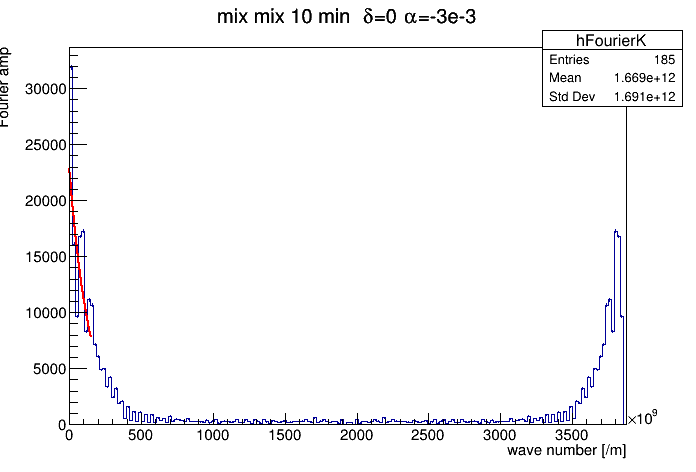 mix mix 10 min δ=0 α=-3e-3
hFourierK
Entries 185
Mean 1.669e+12
Std Dev 1.691e+12
Fourier amp
30000
25000
20000
15000
10000
5000
0
0 500 1000 1500 2000 2500 3000 3500
×10⁹
wave number [/m]